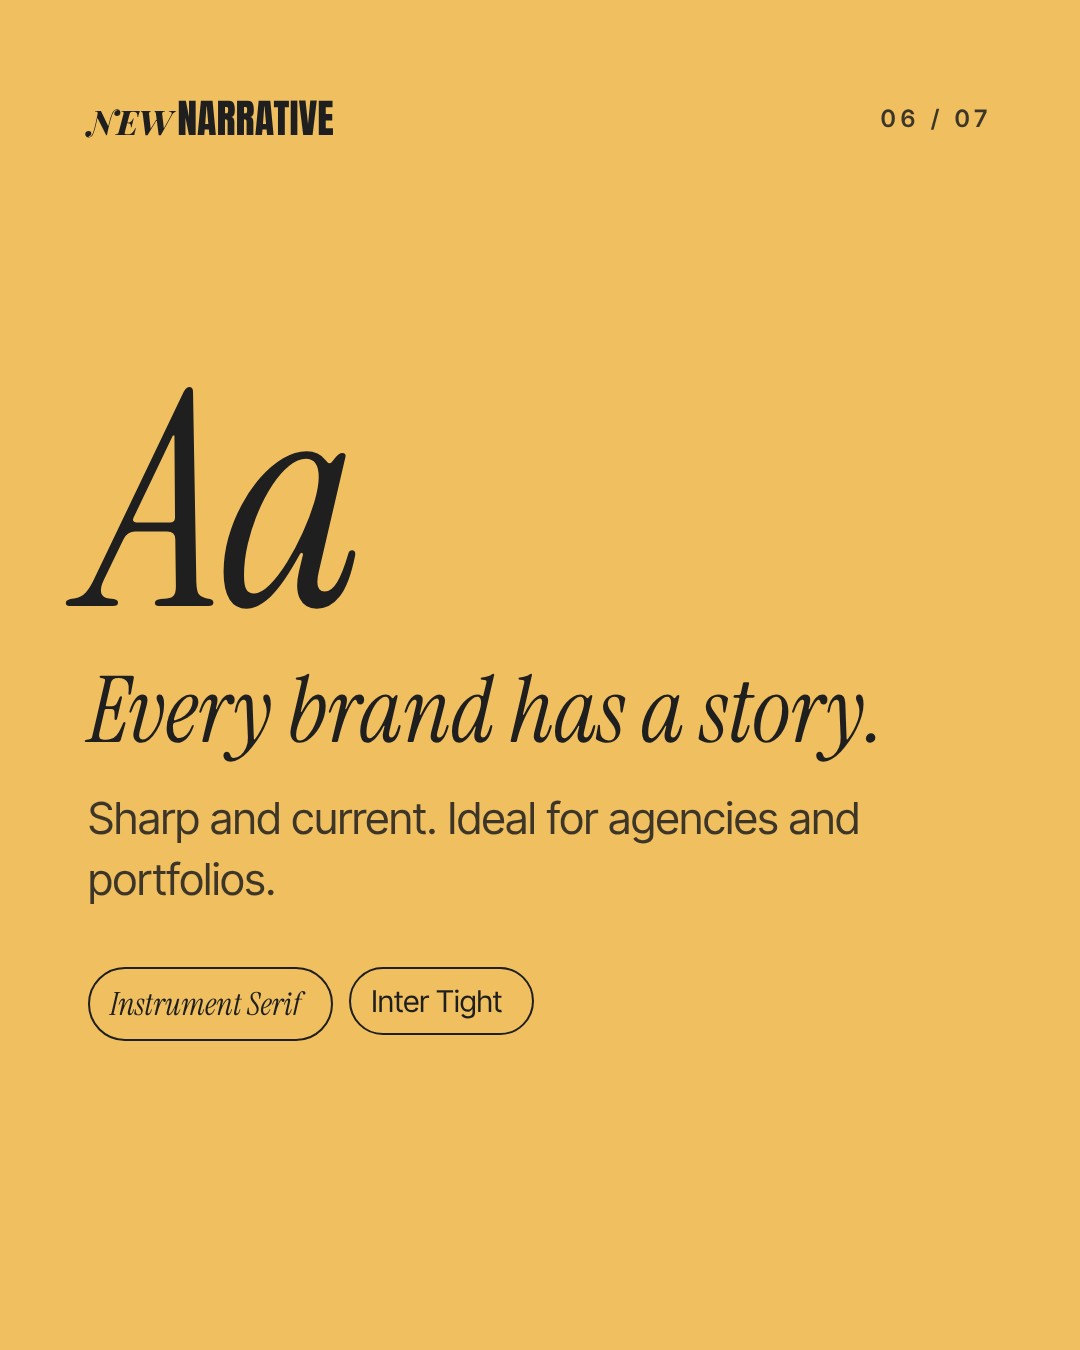 NEW NARRATIVE
06 / 07
Aa
Every brand has a story.
Sharp and current. Ideal for agencies and
portfolios.
Instrument Serif
Inter Tight